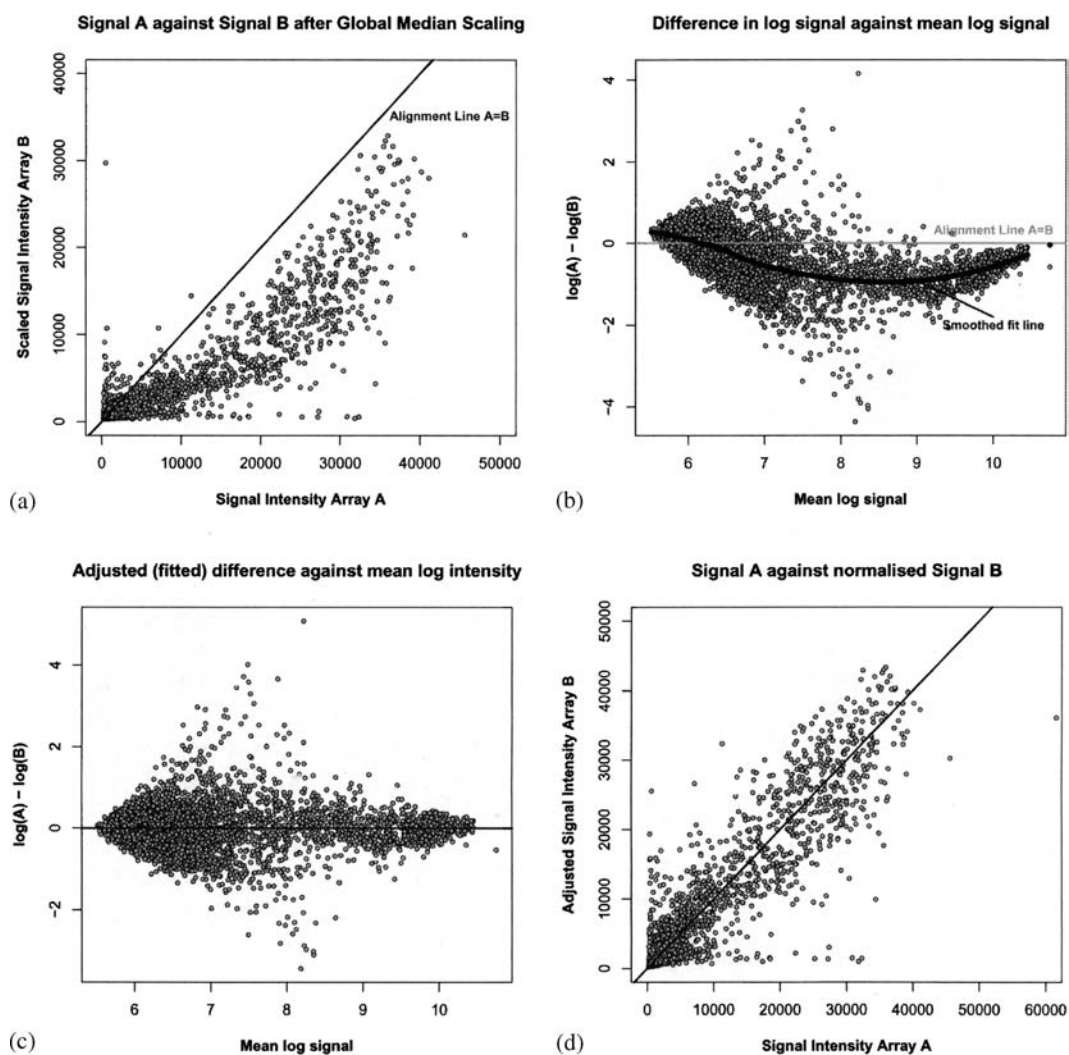 Signal A against Signal B after Global Median Scaling
Scaled Signal Intensity Array B
40000
30000
20000
10000
0
Alignment Line A=B
0 10000 20000 30000 40000 50000
Signal Intensity Array A
(a)
Difference in log signal against mean log signal
log(A) − log(B)
4
2
0
−2
−4
Alignment Line A=B
Smoothed fit line
6 7 8 9 10
Mean log signal
(b)
Adjusted (fitted) difference against mean log intensity
log(A) − log(B)
4
2
0
−2
6 7 8 9 10
Mean log signal
(c)
Signal A against normalised Signal B
Adjusted Signal Intensity Array B
50000
40000
30000
20000
10000
0
0 10000 20000 30000 40000 50000 60000
Signal Intensity Array A
(d)